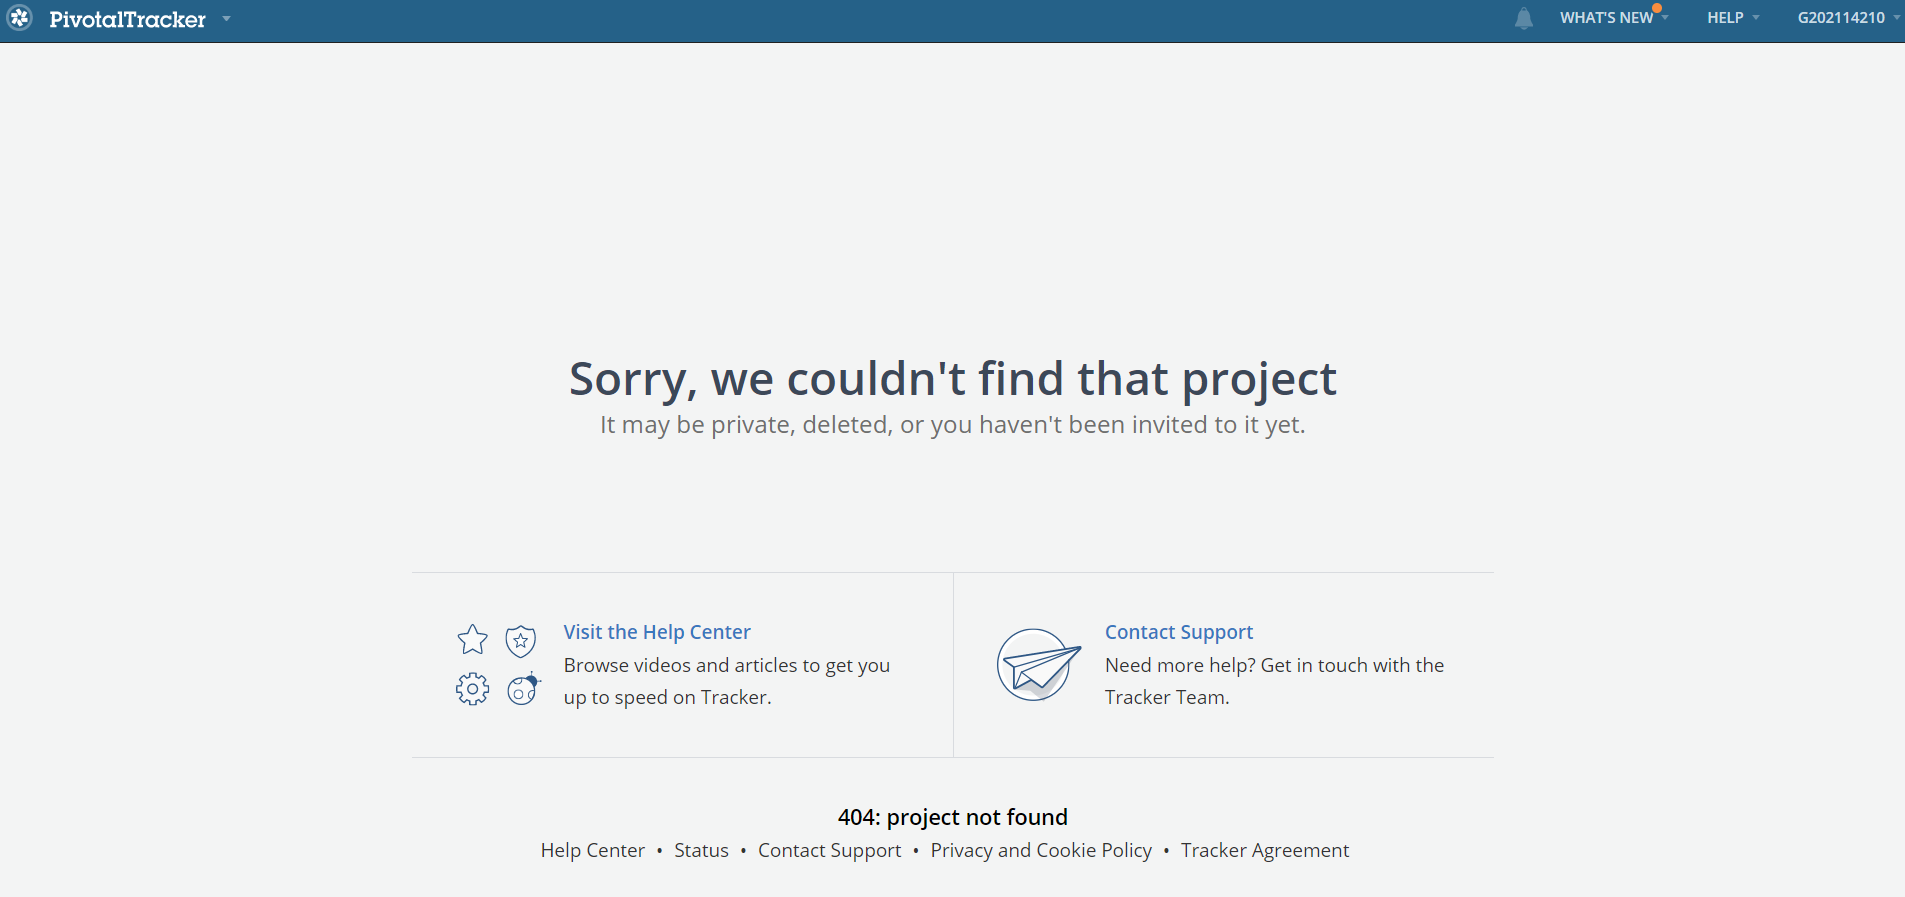 PivotalTracker
WHAT'S NEW
HELP
G202114210
Sorry, we couldn't find that project
It may be private, deleted, or you haven't been invited to it yet.
Visit the Help Center
Browse videos and articles to get you
up to speed on Tracker.
Contact Support
Need more help? Get in touch with the
Tracker Team.
404: project not found
Help Center • Status • Contact Support • Privacy and Cookie Policy • Tracker Agreement